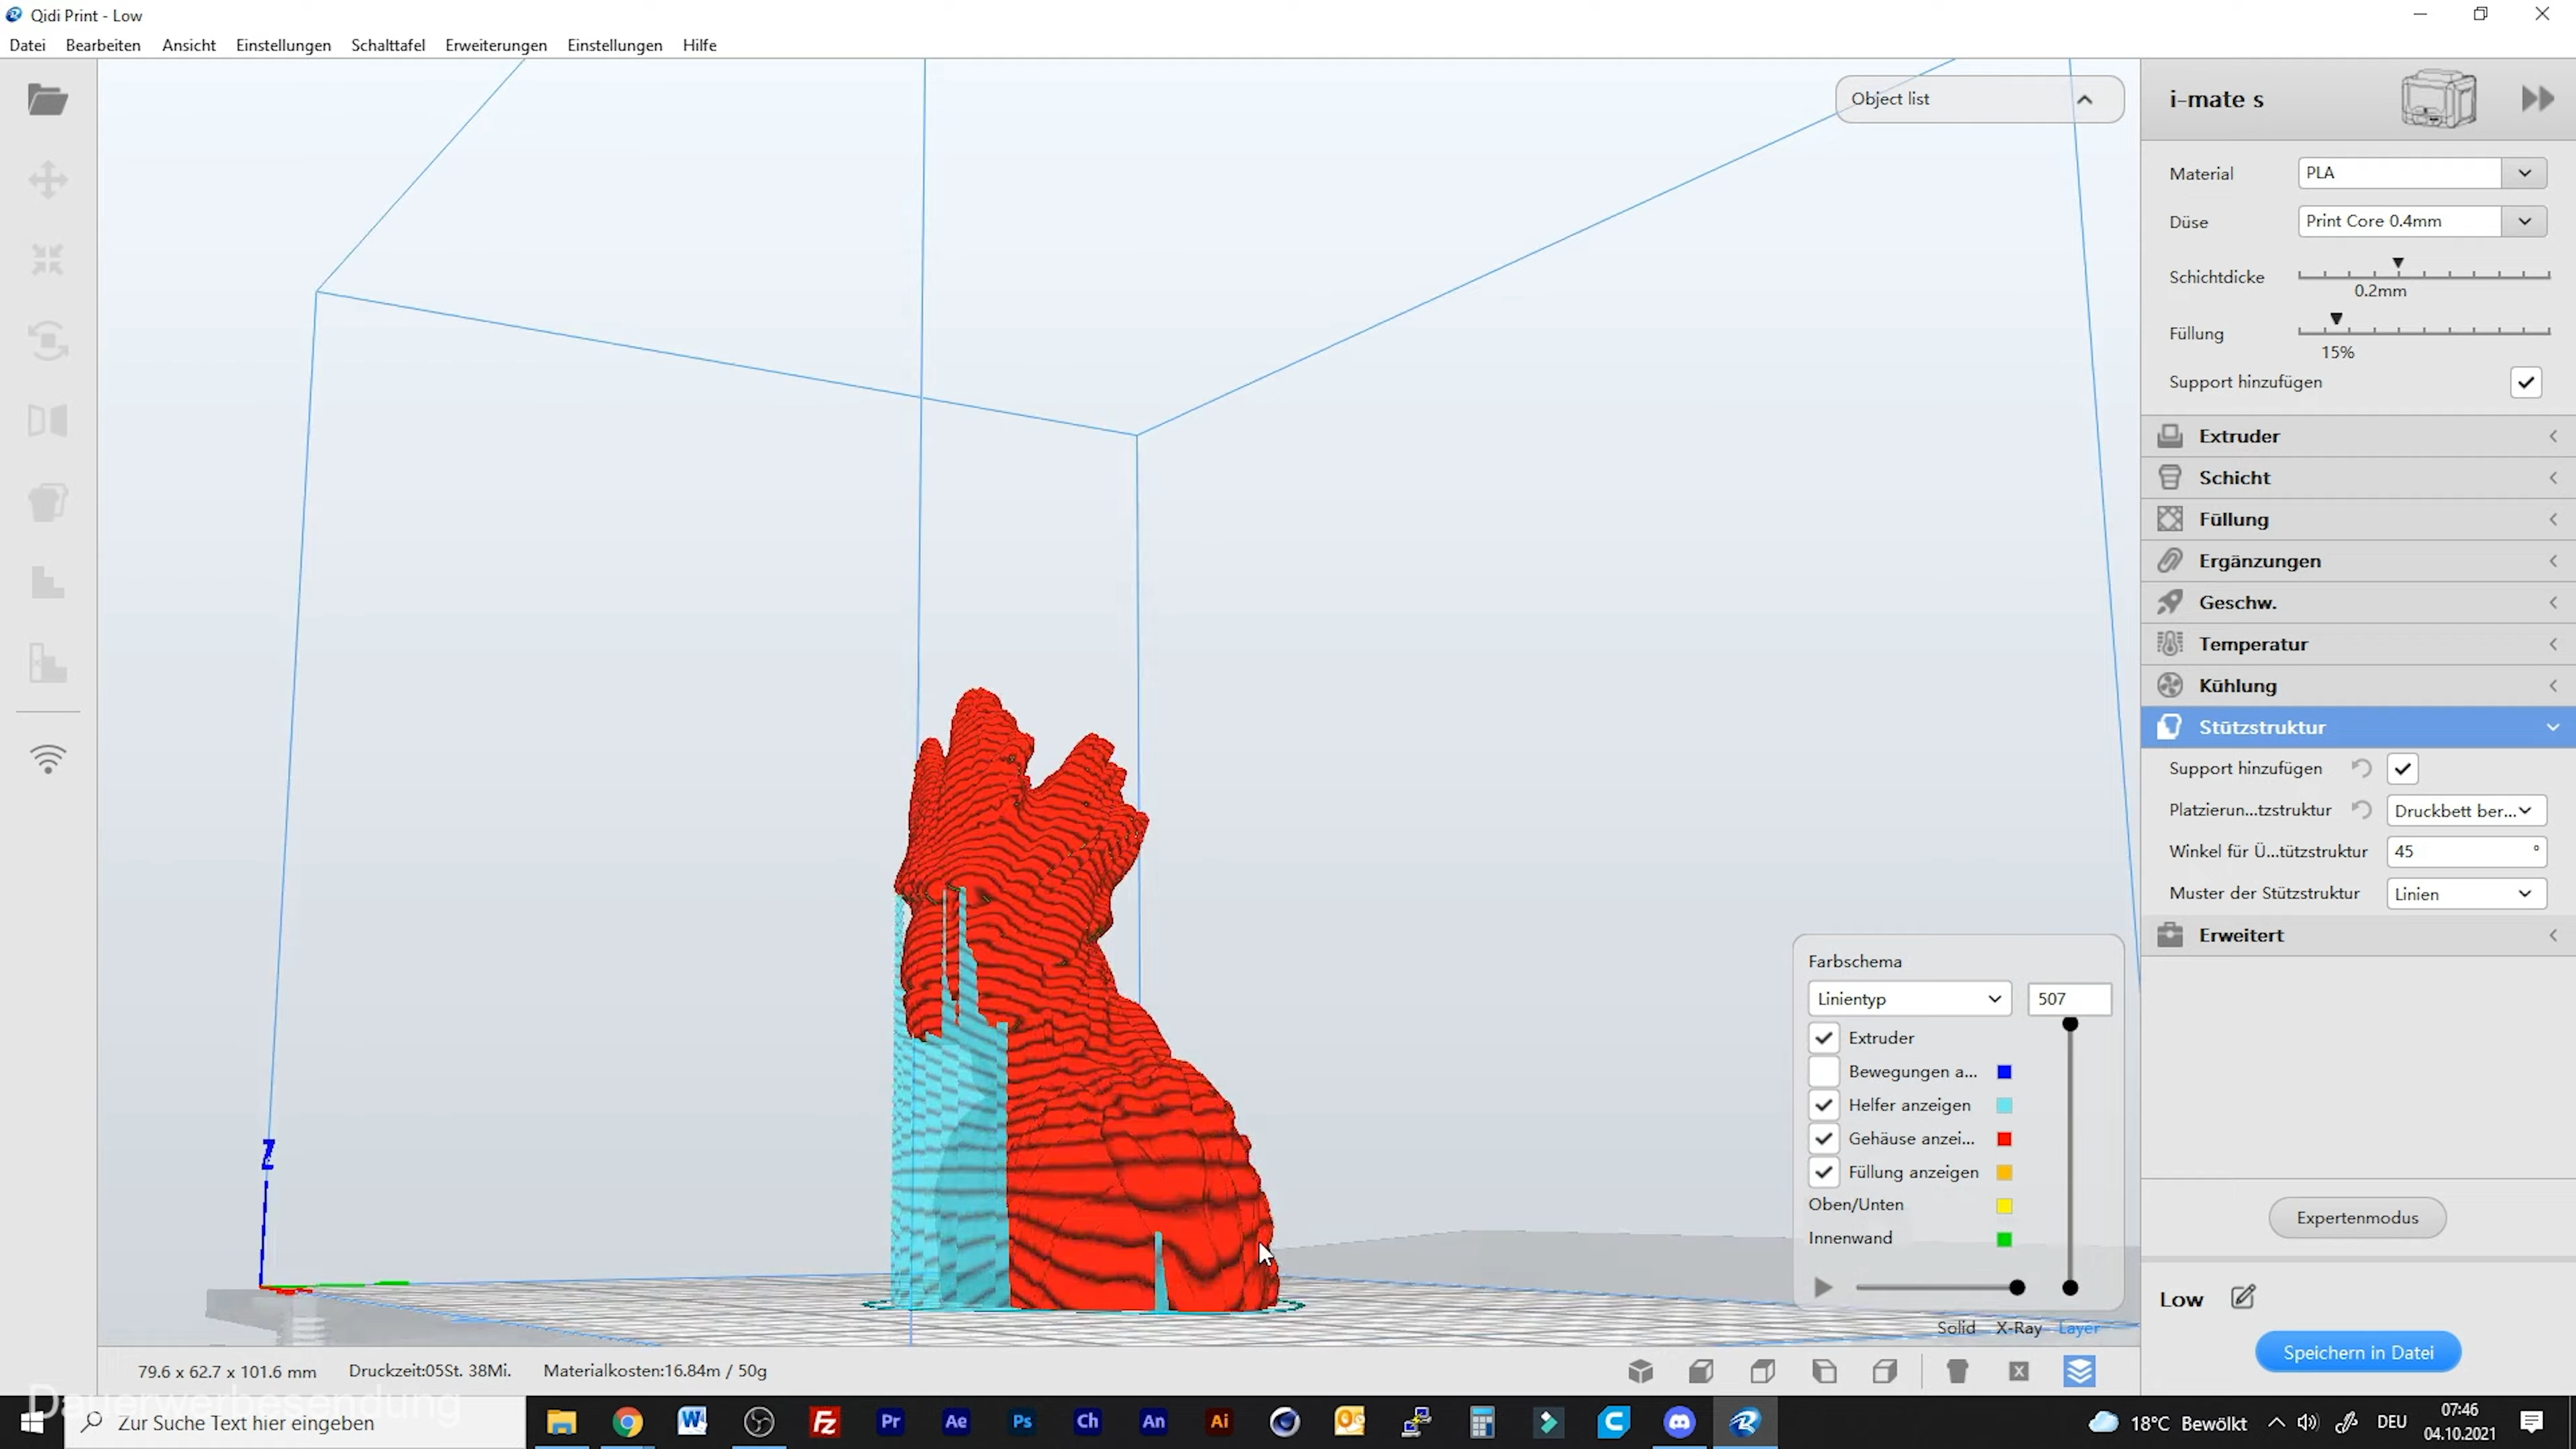 Qidi Print - Low
Datei Bearbeiten Ansicht Einstellungen Schalttafel Erweiterungen Einstellungen Hilfe
Object list
i-mate s
Material PLA
Düse Print Core 0.4mm
Schichtdicke
0.2mm
Füllung
15%
Support hinzufügen
Extruder
Schicht
Füllung
Ergänzungen
Geschw.
Temperatur
Kühlung
Stützstruktur
Support hinzufügen
Platzierun...tzstruktur Druckbett ber...
Winkel für Ü...tützstruktur 45 °
Muster der Stützstruktur Linien
Erweitert
Farbschema
Linientyp 507
Extruder
Bewegungen a...
Helfer anzeigen
Gehäuse anzei...
Füllung anzeigen
Oben/Unten
Innenwand
Solid X-Ray Layer
Z
Expertenmodus
Low
Speichern in Datei
79.6 x 62.7 x 101.6 mm Druckzeit:05St. 38Mi. Materialkosten:16.84m / 50g
Dauerwerbesendung
Zur Suche Text hier eingeben
W Fz Pr Ae Ps Ch An Ai
18°C Bewölkt DEU 07:46
04.10.2021